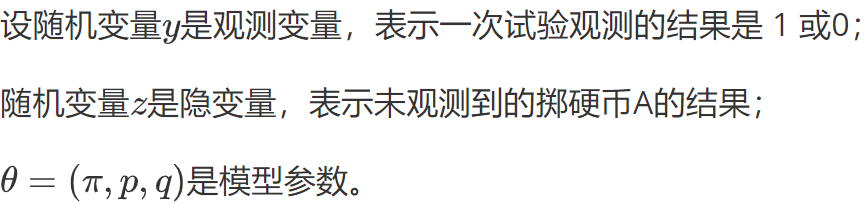 设随机变量y是观测变量，表示一次试验观测的结果是 1 或0；
随机变量z是隐变量，表示未观测到的掷硬币A的结果；
θ = (π, p, q)是模型参数。